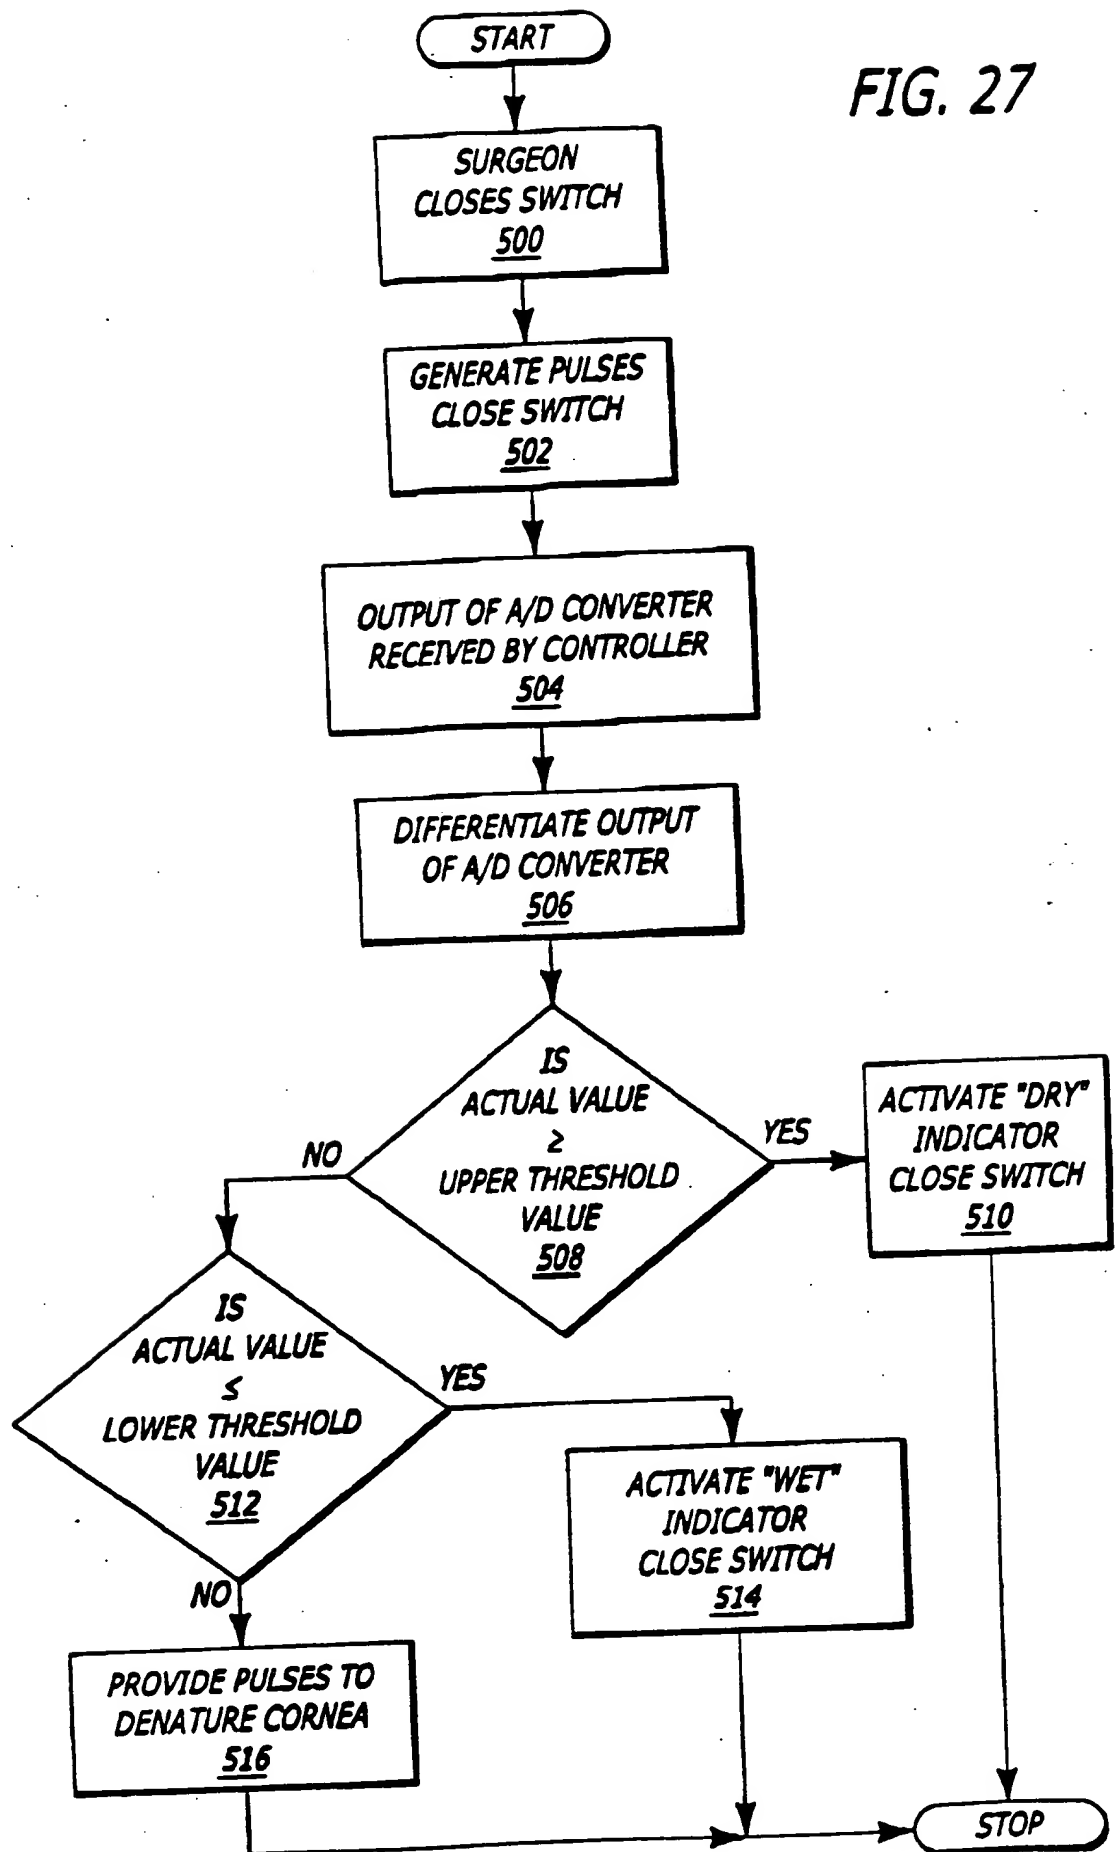 START
FIG. 27
SURGEON
CLOSES SWITCH
500
GENERATE PULSES
CLOSE SWITCH
502
OUTPUT OF A/D CONVERTER
RECEIVED BY CONTROLLER
504
DIFFERENTIATE OUTPUT
OF A/D CONVERTER
506
IS
ACTUAL VALUE
≥
UPPER THRESHOLD
VALUE
508
YES
NO
ACTIVATE "DRY"
INDICATOR
CLOSE SWITCH
510
IS
ACTUAL VALUE
≤
LOWER THRESHOLD
VALUE
512
YES
NO
ACTIVATE "WET"
INDICATOR
CLOSE SWITCH
514
PROVIDE PULSES TO
DENATURE CORNEA
516
STOP